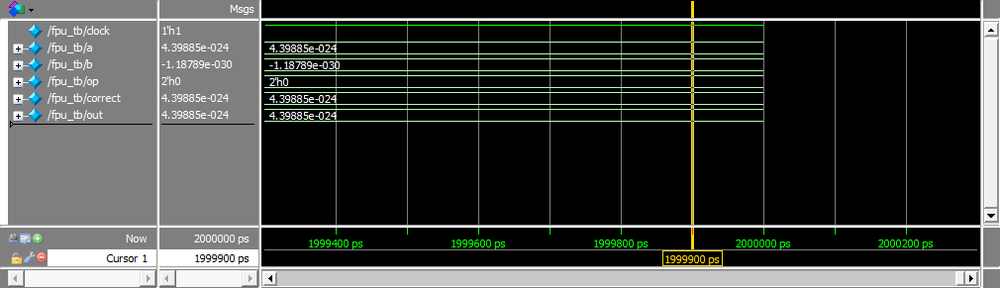 Msgs
/fpu_tb/clock 1'h1
/fpu_tb/a 4.39885e-024 4.39885e-024
/fpu_tb/b -1.18789e-030 -1.18789e-030
/fpu_tb/op 2'h0 2'h0
/fpu_tb/correct 4.39885e-024 4.39885e-024
/fpu_tb/out 4.39885e-024 4.39885e-024
Now 2000000 ps 1999400 ps 1999600 ps 1999800 ps 2000000 ps 2000200 ps
Cursor 1 1999900 ps 1999900 ps